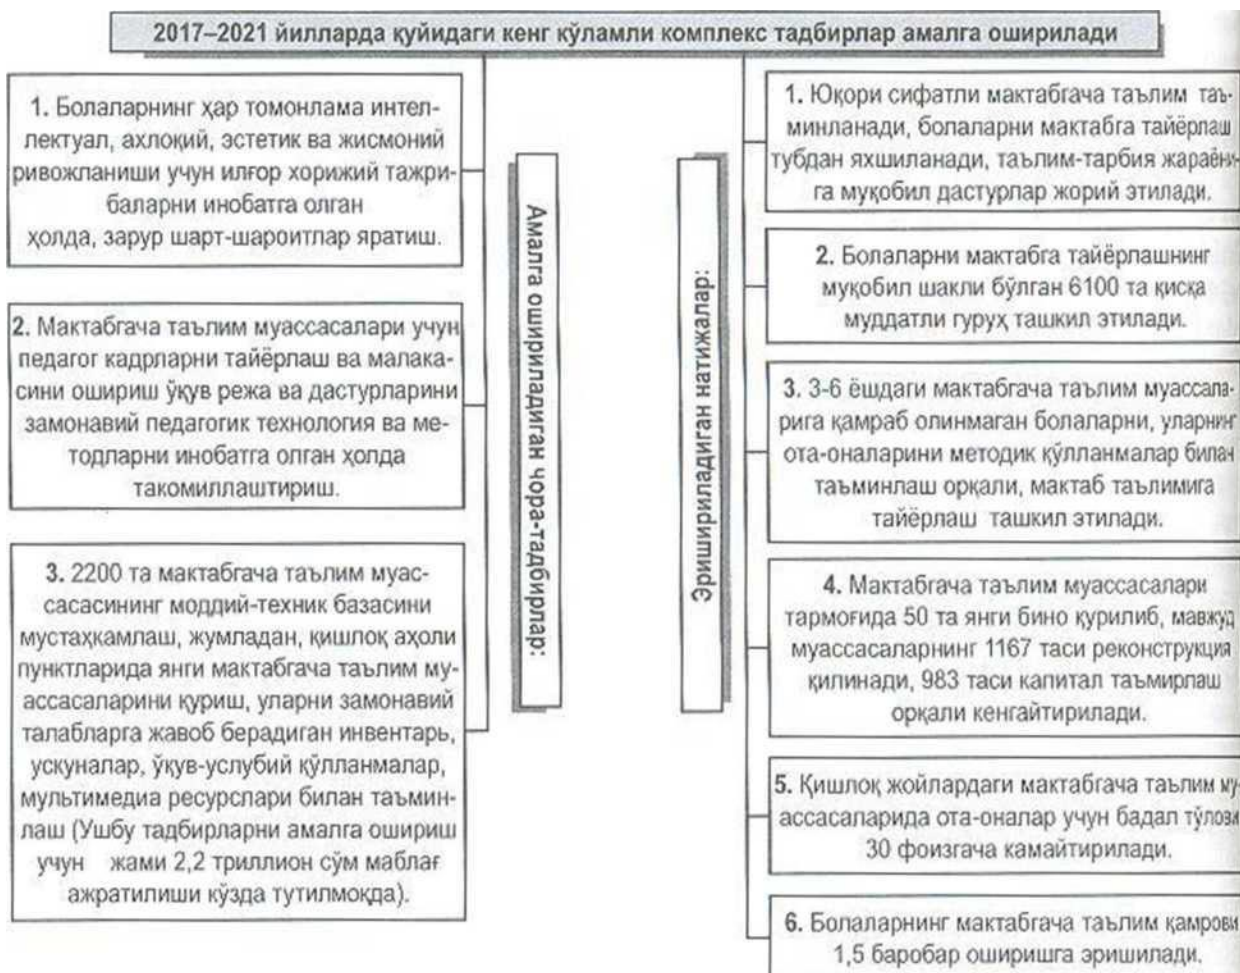 2017–2021 йилларда қуйидаги кенг кўламли комплекс тадбирлар амалга оширилади
1. Болаларнинг ҳар томонлама интел-
лектуал, ахлоқий, эстетик ва жисмоний
ривожланиши учун илғор хорижий тажри-
баларни инобатга олган
ҳолда, зарур шарт-шароитлар яратиш.
2. Мактабгача таълим муассасалари учун
педагог кадрларни тайёрлаш ва малака-
сини ошириш ўқув режа ва дастурларини
замонавий педагогик технология ва ме-
тодларни инобатга олган ҳолда
такомиллаштириш.
3. 2200 та мактабгача таълим муас-
сасасининг моддий-техник базасини
мустаҳкамлаш, жумладан, қишлоқ аҳоли
пунктларида янги мактабгача таълим му-
ассасаларини қуриш, уларни замонавий
талабларга жавоб берадиган инвентарь,
ускуналар, ўқув-услубий қўлланмалар,
мультимедиа ресурслари билан таъмин-
лаш (Ушбу тадбирларни амалга ошириш
учун жами 2,2 триллион сўм маблағ
ажратилиши кўзда тутилмоқда).
Амалга ошириладиган чора-тадбирлар:
Эришириладиган натижалар:
1. Юқори сифатли мактабгача таълим таъ-
минланади, болаларни мактабга тайёрлаш
тубдан яхшиланади, таълим-тарбия жараёни-
га муқобил дастурлар жорий этилади.
2. Болаларни мактабга тайёрлашнинг
муқобил шакли бўлган 6100 та қисқа
муддатли гуруҳ ташкил этилади.
3. 3-6 ёшдаги мактабгача таълим муассала-
рига қамраб олинмаган болаларни, уларнинг
ота-оналарини методик қўлланмалар билан
таъминлаш орқали, мактаб таълимига
тайёрлаш ташкил этилади.
4. Мактабгача таълим муассасалари
тармоғида 50 та янги бино қурилиб, мавжуд
муассасаларнинг 1167 таси реконструкция
қилинади, 983 таси капитал таъмирлаш
орқали кенгайтирилади.
5. Қишлоқ жойлардаги мактабгача таълим му-
ассасаларида ота-оналар учун бадал тўлови
30 фоизгача камайтирилади.
6. Болаларнинг мактабгача таълим қамрови
1,5 баробар оширишга эришилади.